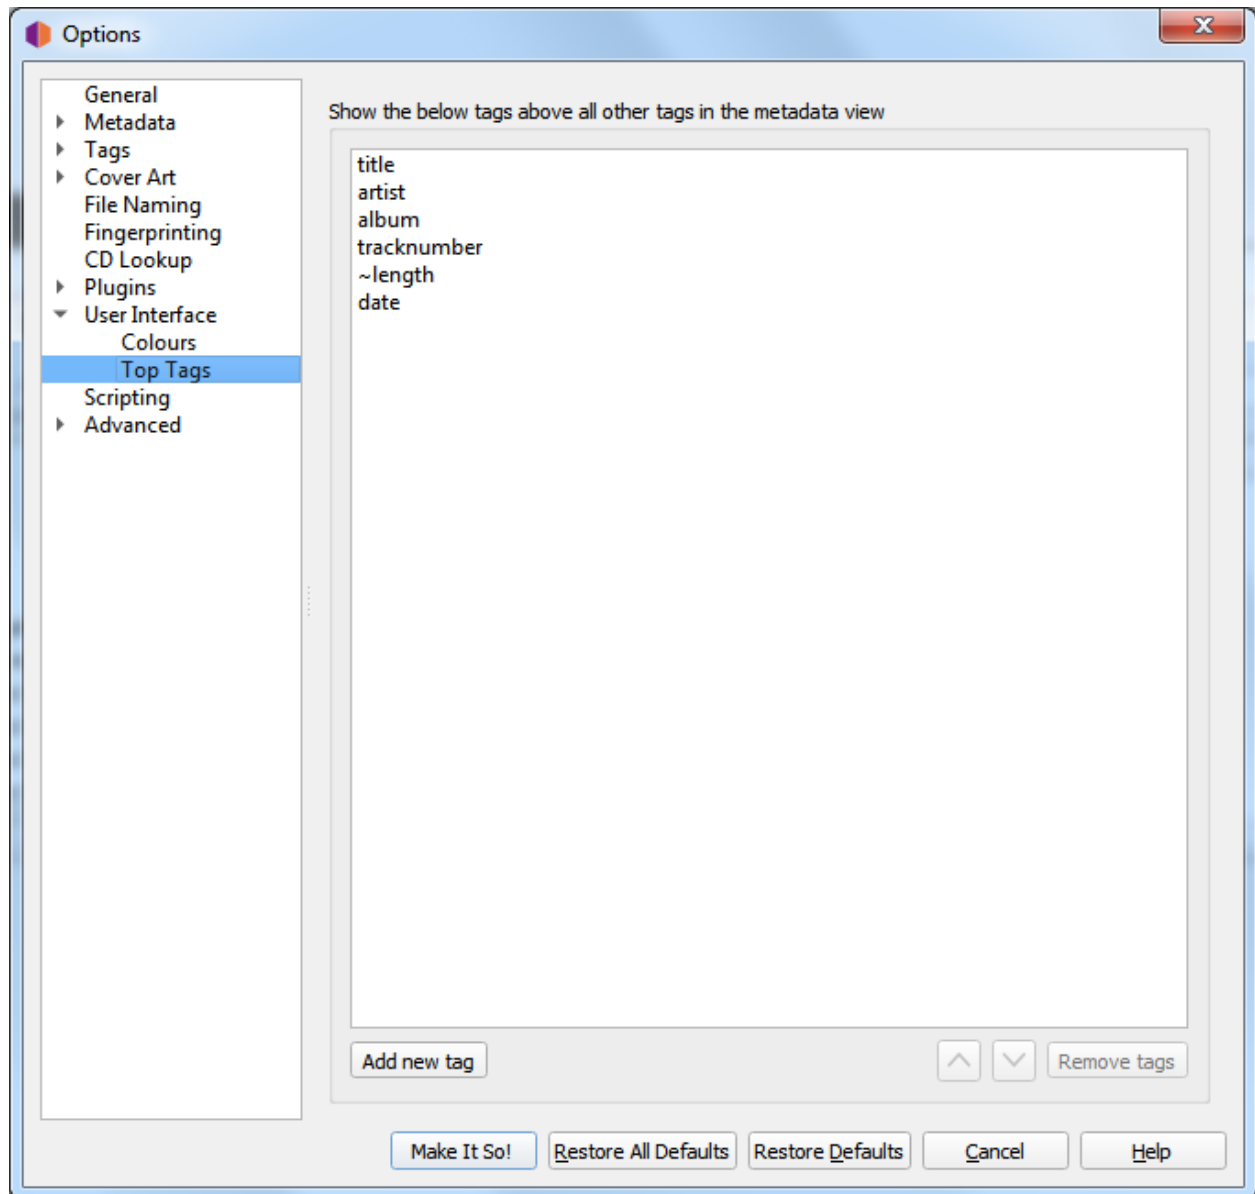 Options
General
Metadata
Tags
Cover Art
File Naming
Fingerprinting
CD Lookup
Plugins
User Interface
Colours
Top Tags
Scripting
Advanced
Show the below tags above all other tags in the metadata view
title
artist
album
tracknumber
~length
date
Add new tag
Remove tags
Make It So!
Restore All Defaults
Restore Defaults
Cancel
Help